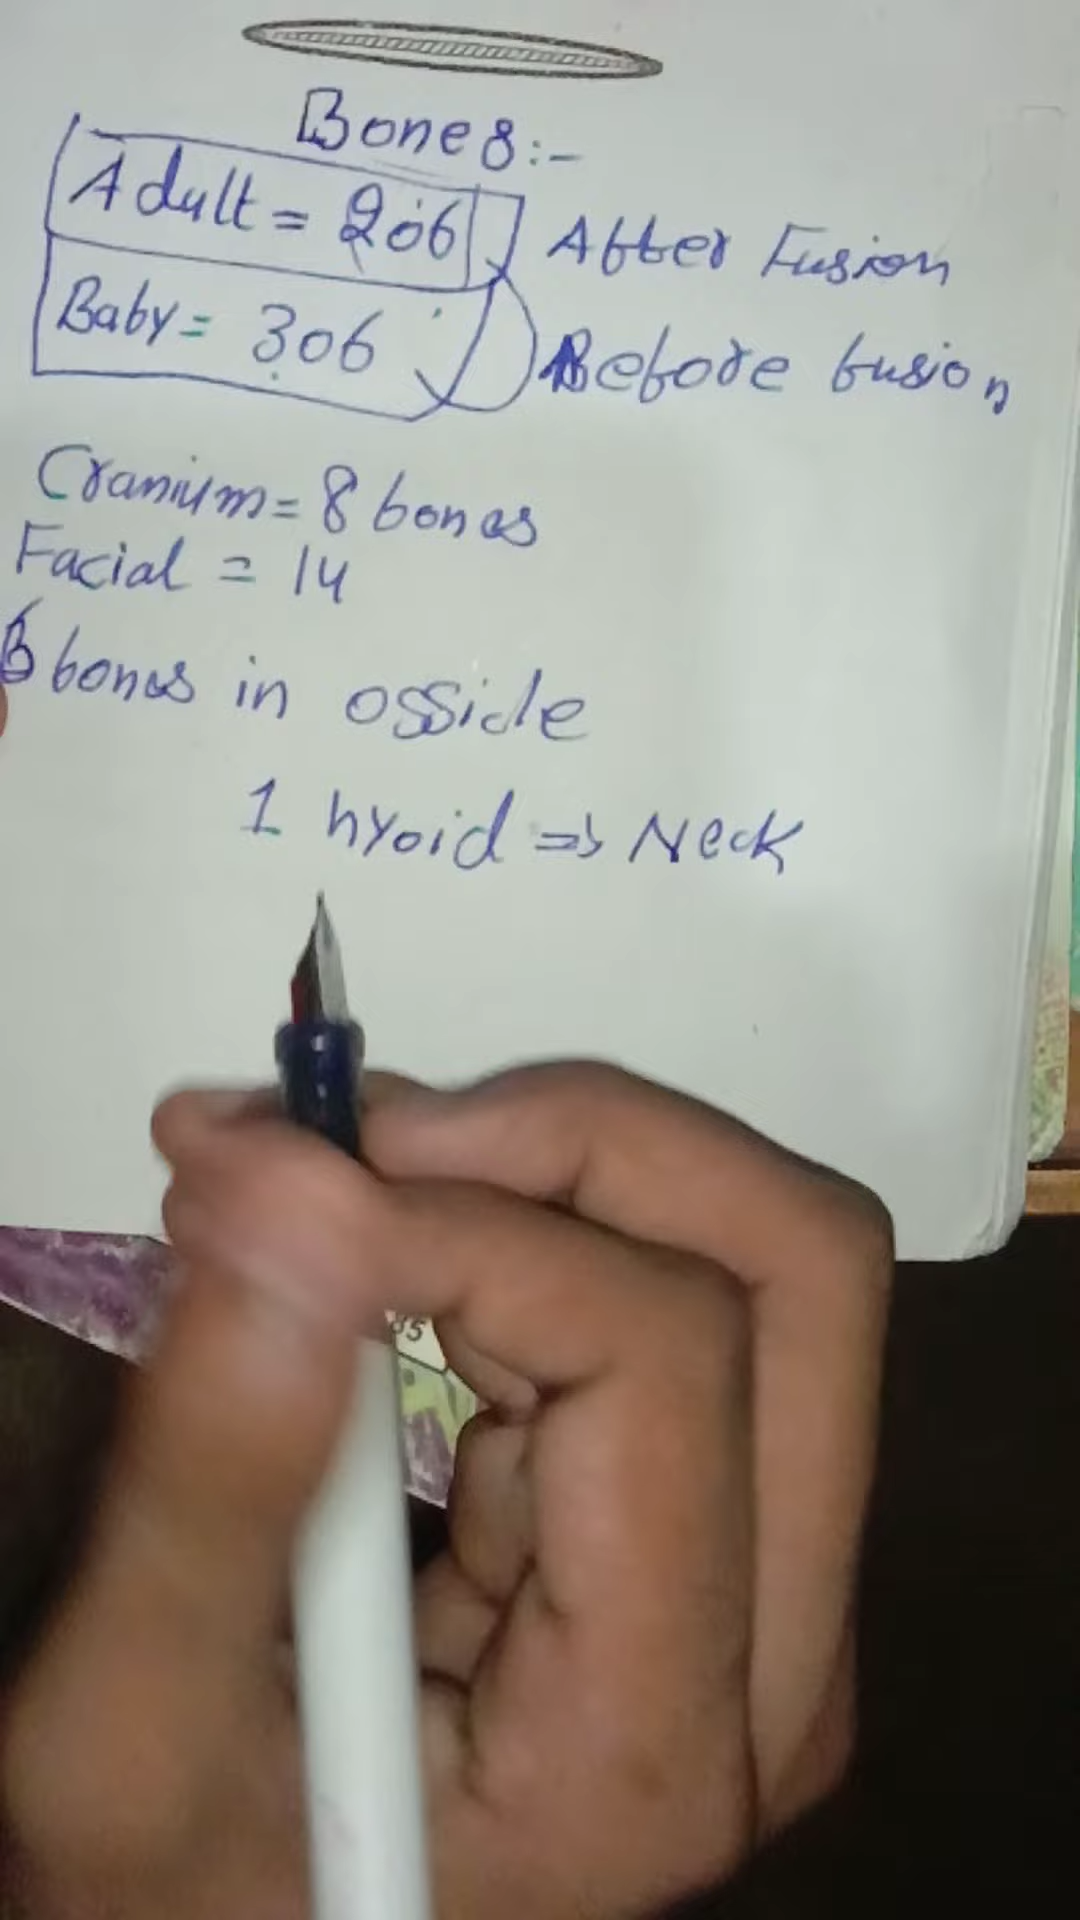 Bones:-
Adult = 206 After Fusion
Baby = 306 Before fusion
Cranium = 8 bones
Facial = 14
6 bones in ossicle
1 hyoid => Neck
85